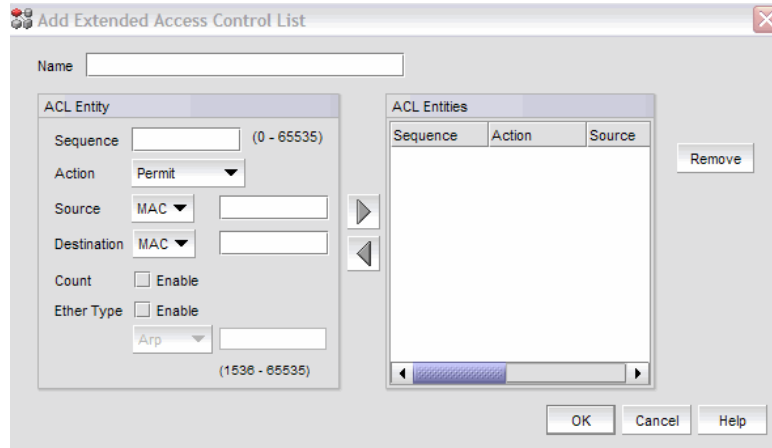 Add Extended Access Control List
Name
ACL Entity
Sequence (0 - 65535)
Action Permit
Source MAC
Destination MAC
Count Enable
Ether Type Enable
Arp
(1536 - 65535)
ACL Entities
Sequence Action Source
Remove
OK Cancel Help